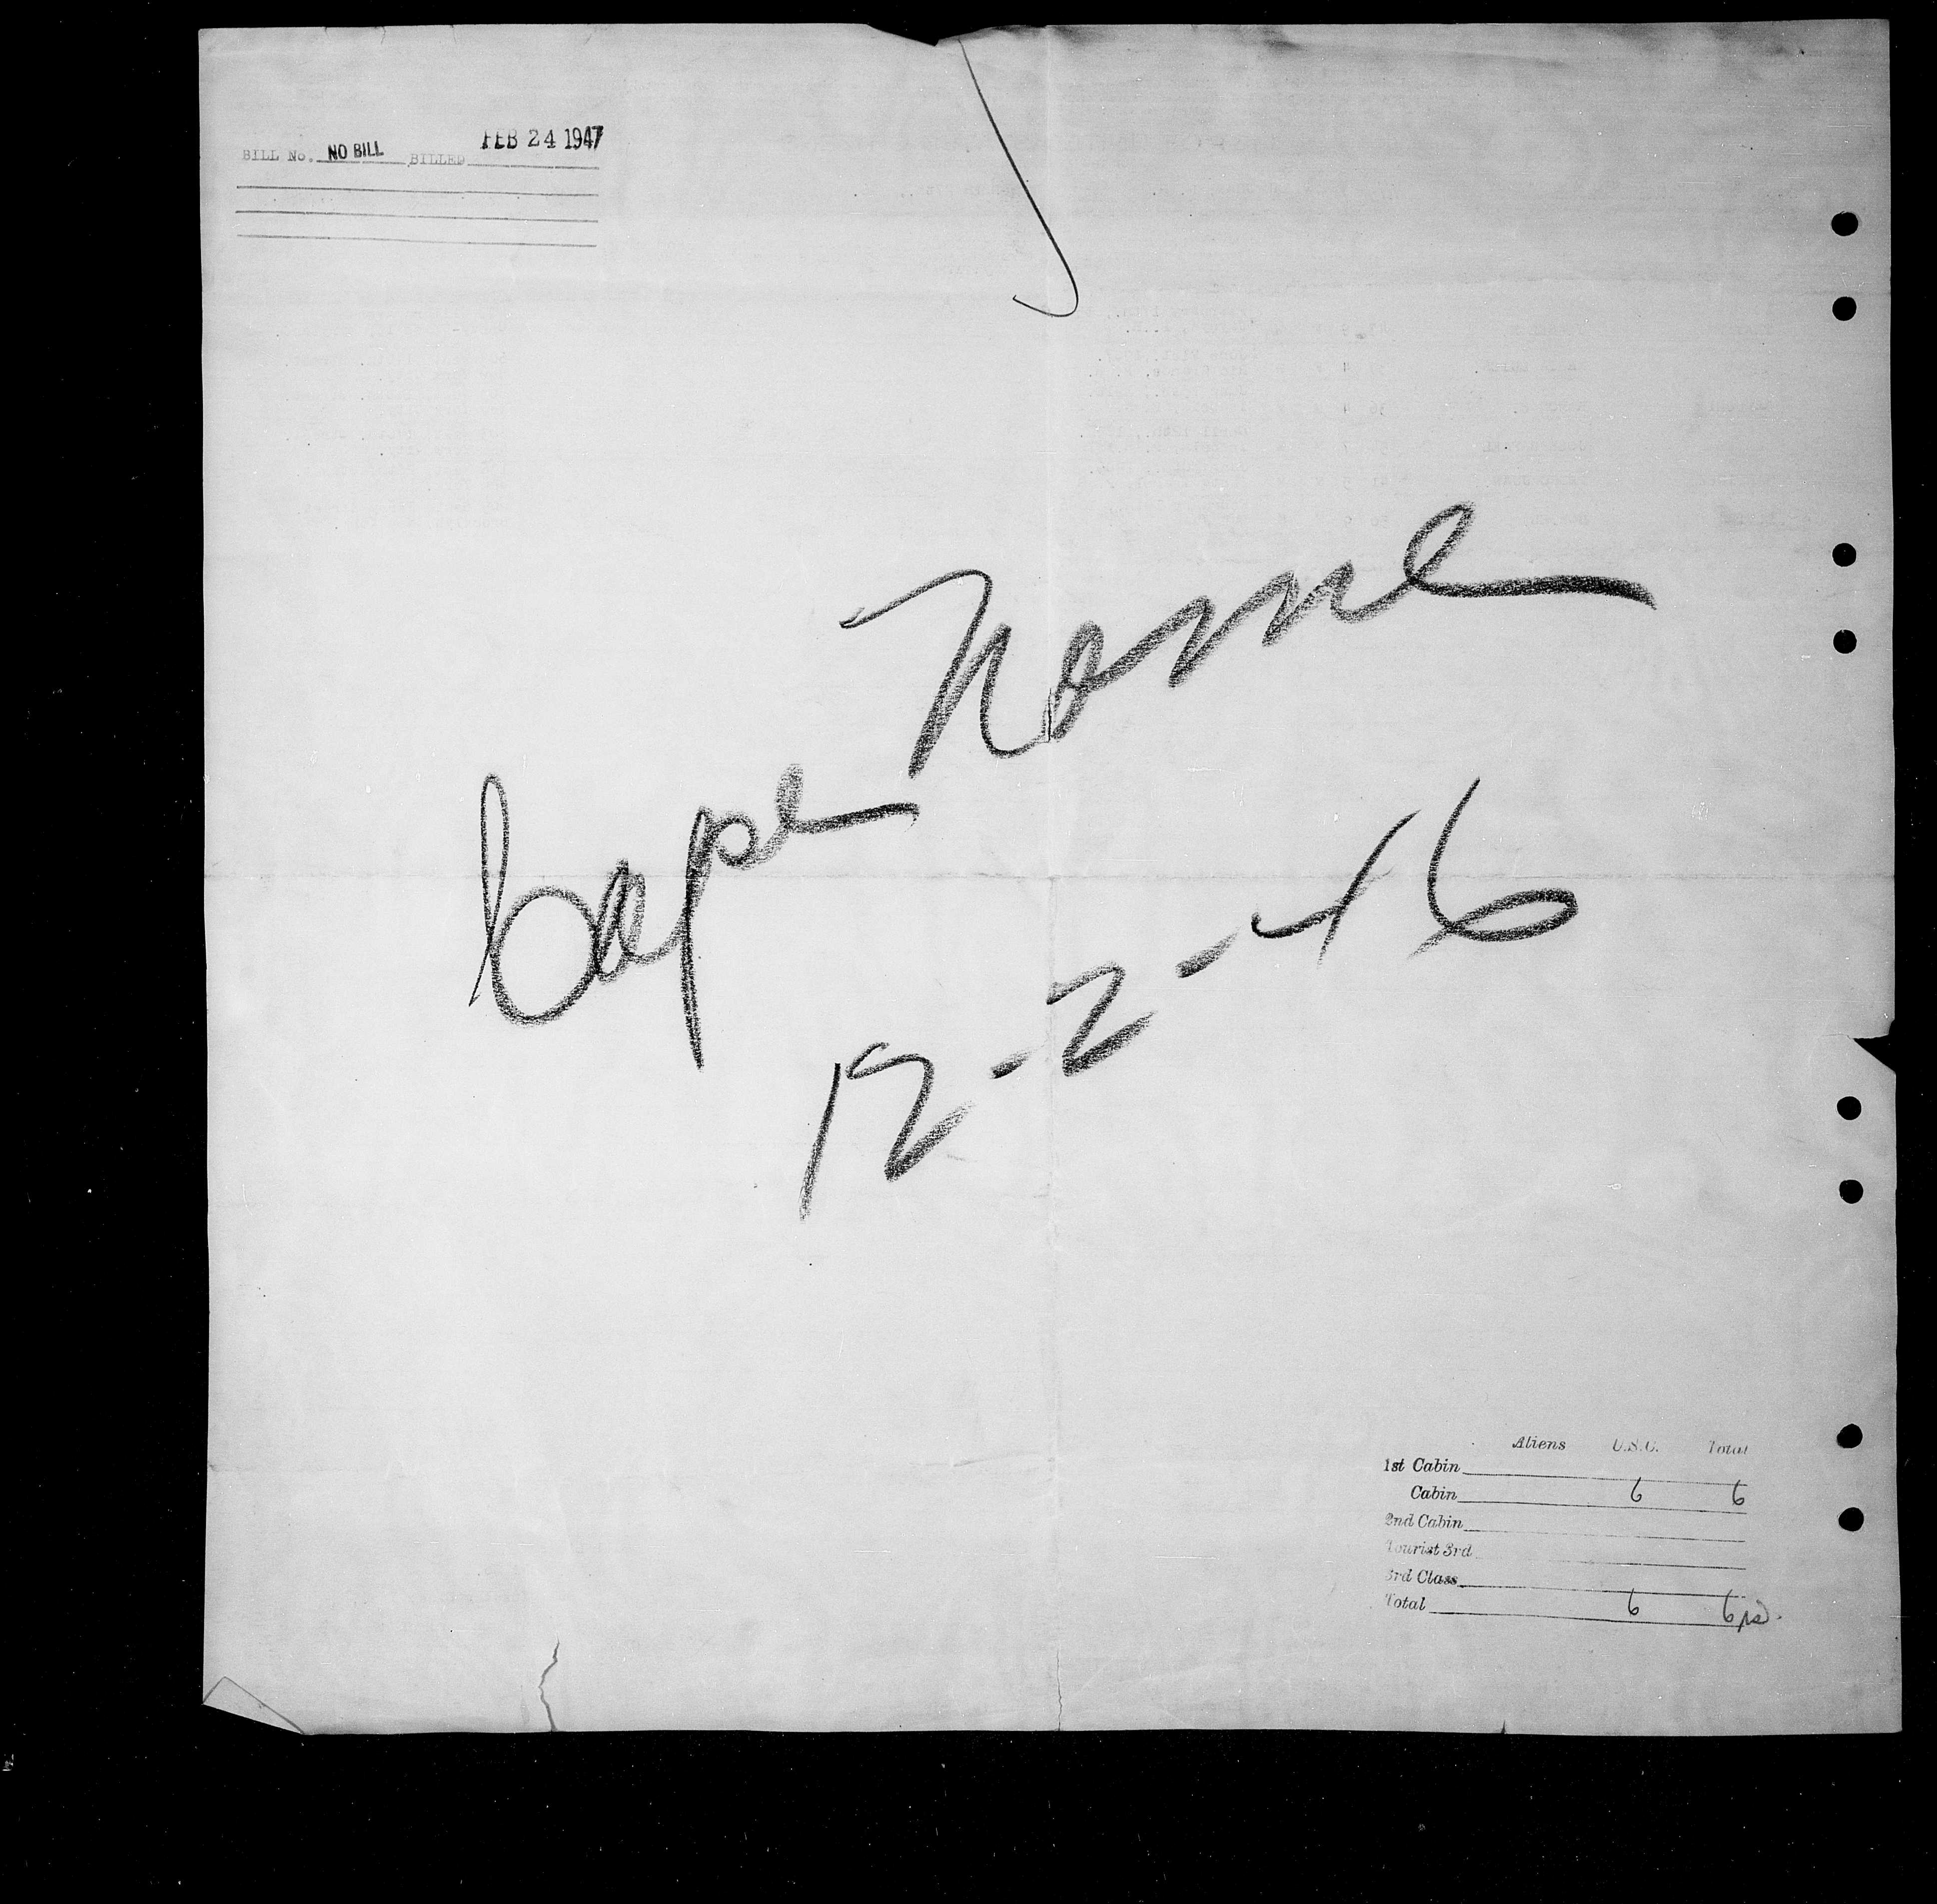 BILL No. NO BILL BILLED FEB 24 1947
Cape Nome
12-2-46
Aliens U.S.C. Total
1st Cabin
Cabin 6 6
2nd Cabin
Tourist 3rd
3rd Class
Total 6 6